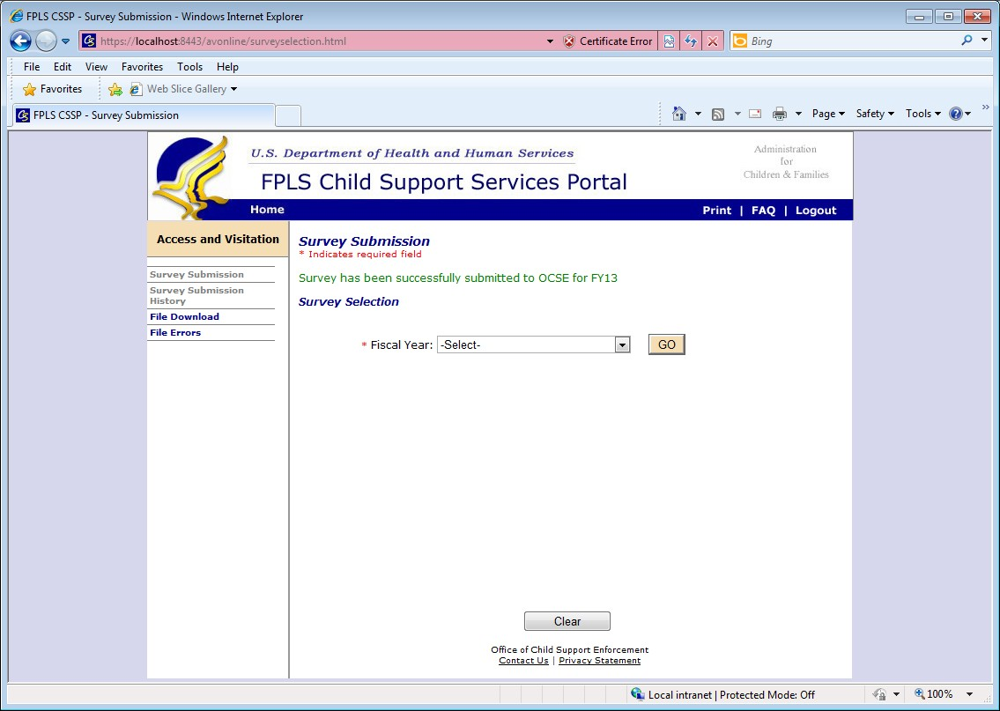 FPLS CSSP - Survey Submission - Windows Internet Explorer
https://localhost:8443/avonline/surveyselection.html Certificate Error Bing
File Edit View Favorites Tools Help
Favorites Web Slice Gallery
FPLS CSSP - Survey Submission Page Safety Tools
U.S. Department of Health and Human Services
FPLS Child Support Services Portal
Administration
for
Children & Families
Home Print | FAQ | Logout
Access and Visitation
Survey Submission
Survey Submission
History
File Download
File Errors
Survey Submission
* Indicates required field
Survey has been successfully submitted to OCSE for FY13
Survey Selection
* Fiscal Year: -Select- GO
Clear
Office of Child Support Enforcement
Contact Us | Privacy Statement
Local intranet | Protected Mode: Off 100%